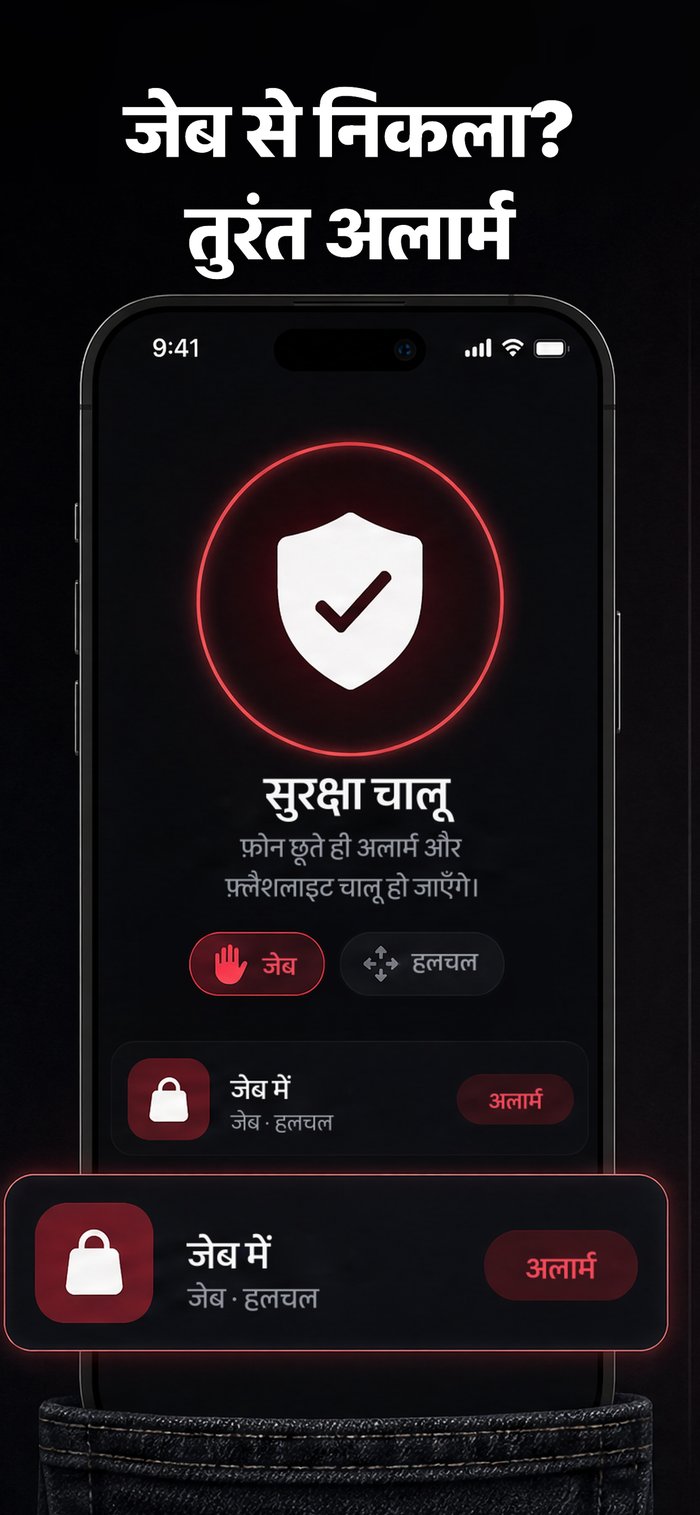 जेब से निकला?
तुरंत अलार्म
9:41
सुरक्षा चालू
फ़ोन छूते ही अलार्म और
फ़्लैशलाइट चालू हो जाएँगे।
जेब
हलचल
जेब में
जेब · हलचल
अलार्म
जेब में
जेब · हलचल
अलार्म